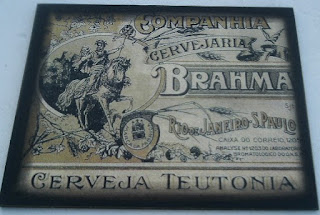 COMPANHIA
CERVEJARIA
BRAHMA
RIO DE JANEIRO-S.PAULO
CAIXA DO CORREIO
CERVEJA TEUTONIA